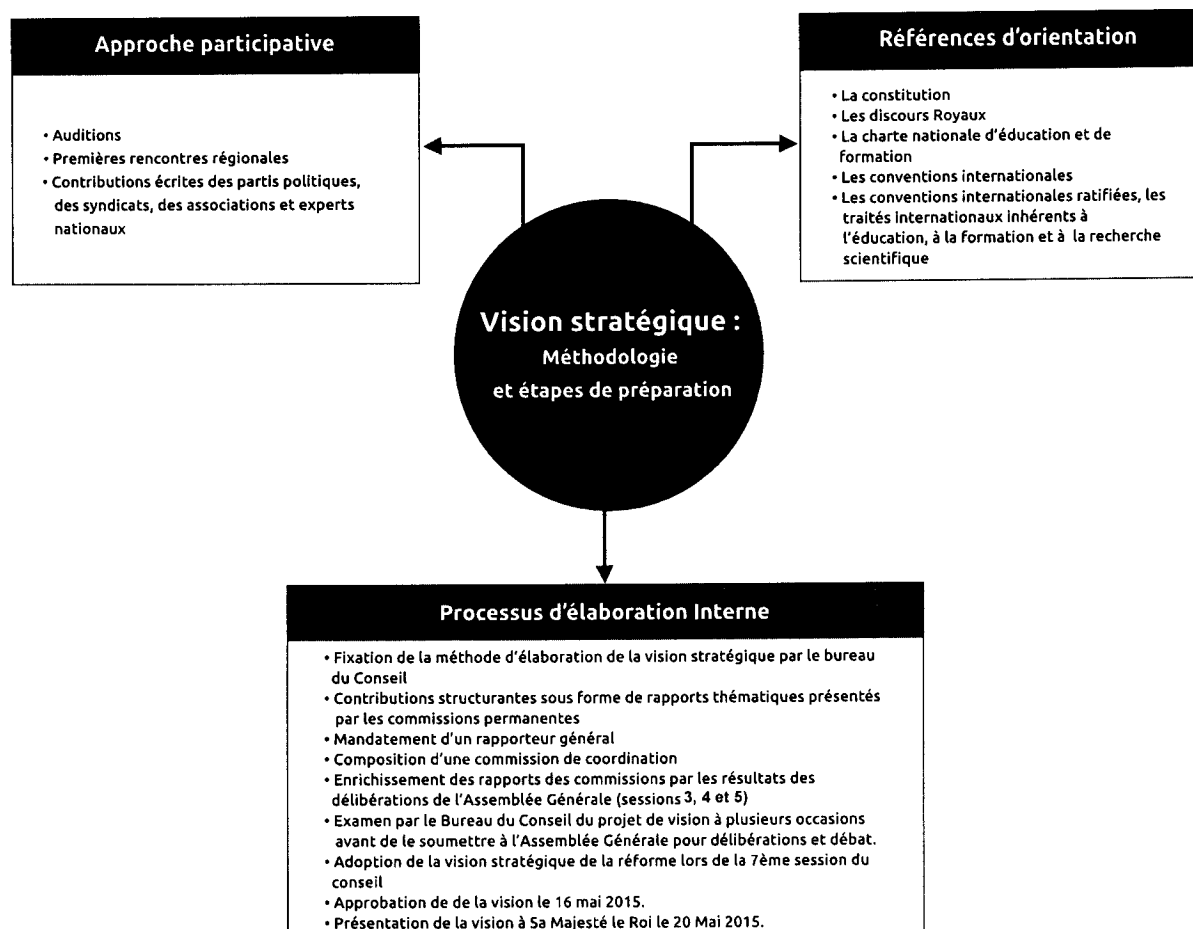 Approche participative
• Auditions
• Premières rencontres régionales
• Contributions écrites des partis politiques,
des syndicats, des associations et experts
nationaux
Références d'orientation
• La constitution
• Les discours Royaux
• La charte nationale d'éducation et de
formation
• Les conventions internationales
• Les conventions internationales ratifiées, les
traités internationaux inhérents à
l'éducation, à la formation et à la recherche
scientifique
Vision stratégique :
Méthodologie
et étapes de préparation
Processus d'élaboration Interne
• Fixation de la méthode d'élaboration de la vision stratégique par le bureau
du Conseil
• Contributions structurantes sous forme de rapports thématiques présentés
par les commissions permanentes
• Mandatement d'un rapporteur général
• Composition d'une commission de coordination
• Enrichissement des rapports des commissions par les résultats des
délibérations de l'Assemblée Générale (sessions 3, 4 et 5)
• Examen par le Bureau du Conseil du projet de vision à plusieurs occasions
avant de le soumettre à l'Assemblée Générale pour délibérations et débat.
• Adoption de la vision stratégique de la réforme lors de la 7ème session du
conseil
• Approbation de de la vision le 16 mai 2015.
• Présentation de la vision à Sa Majesté le Roi le 20 Mai 2015.